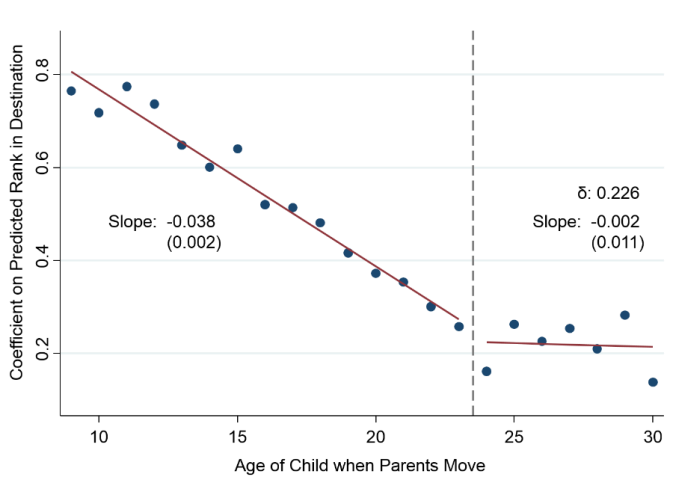 Coefficient on Predicted Rank in Destination
0.8
0.6
0.4
0.2
Slope: -0.038
(0.002)
δ: 0.226
Slope: -0.002
(0.011)
10 15 20 25 30
Age of Child when Parents Move